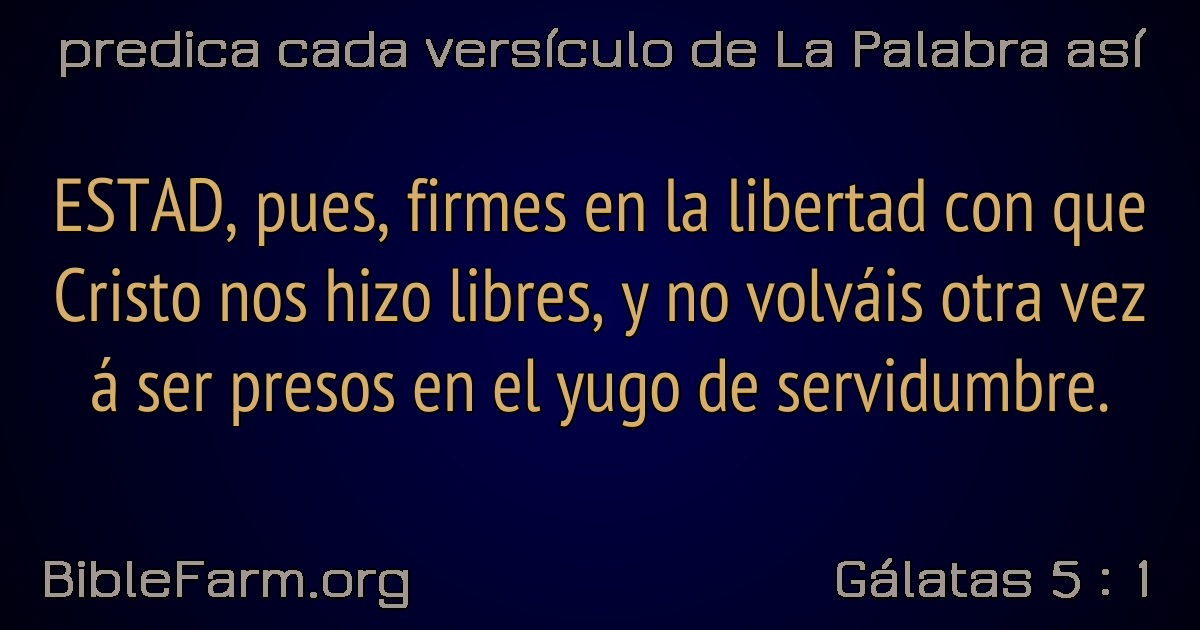 predica cada versículo de La Palabra así
ESTAD, pues, firmes en la libertad con que
Cristo nos hizo libres, y no volváis otra vez
á ser presos en el yugo de servidumbre.
BibleFarm.org
Gálatas 5 : 1